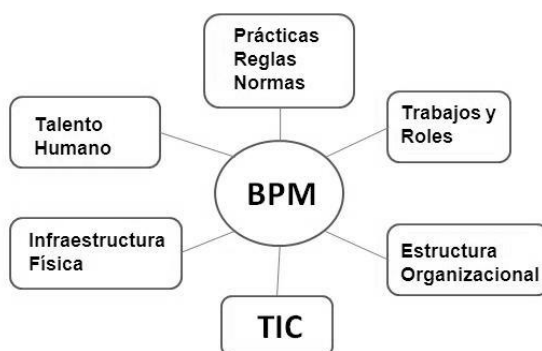 Prácticas
Reglas
Normas
Talento
Humano
Trabajos y
Roles
BPM
Infraestructura
Física
Estructura
Organizacional
TIC